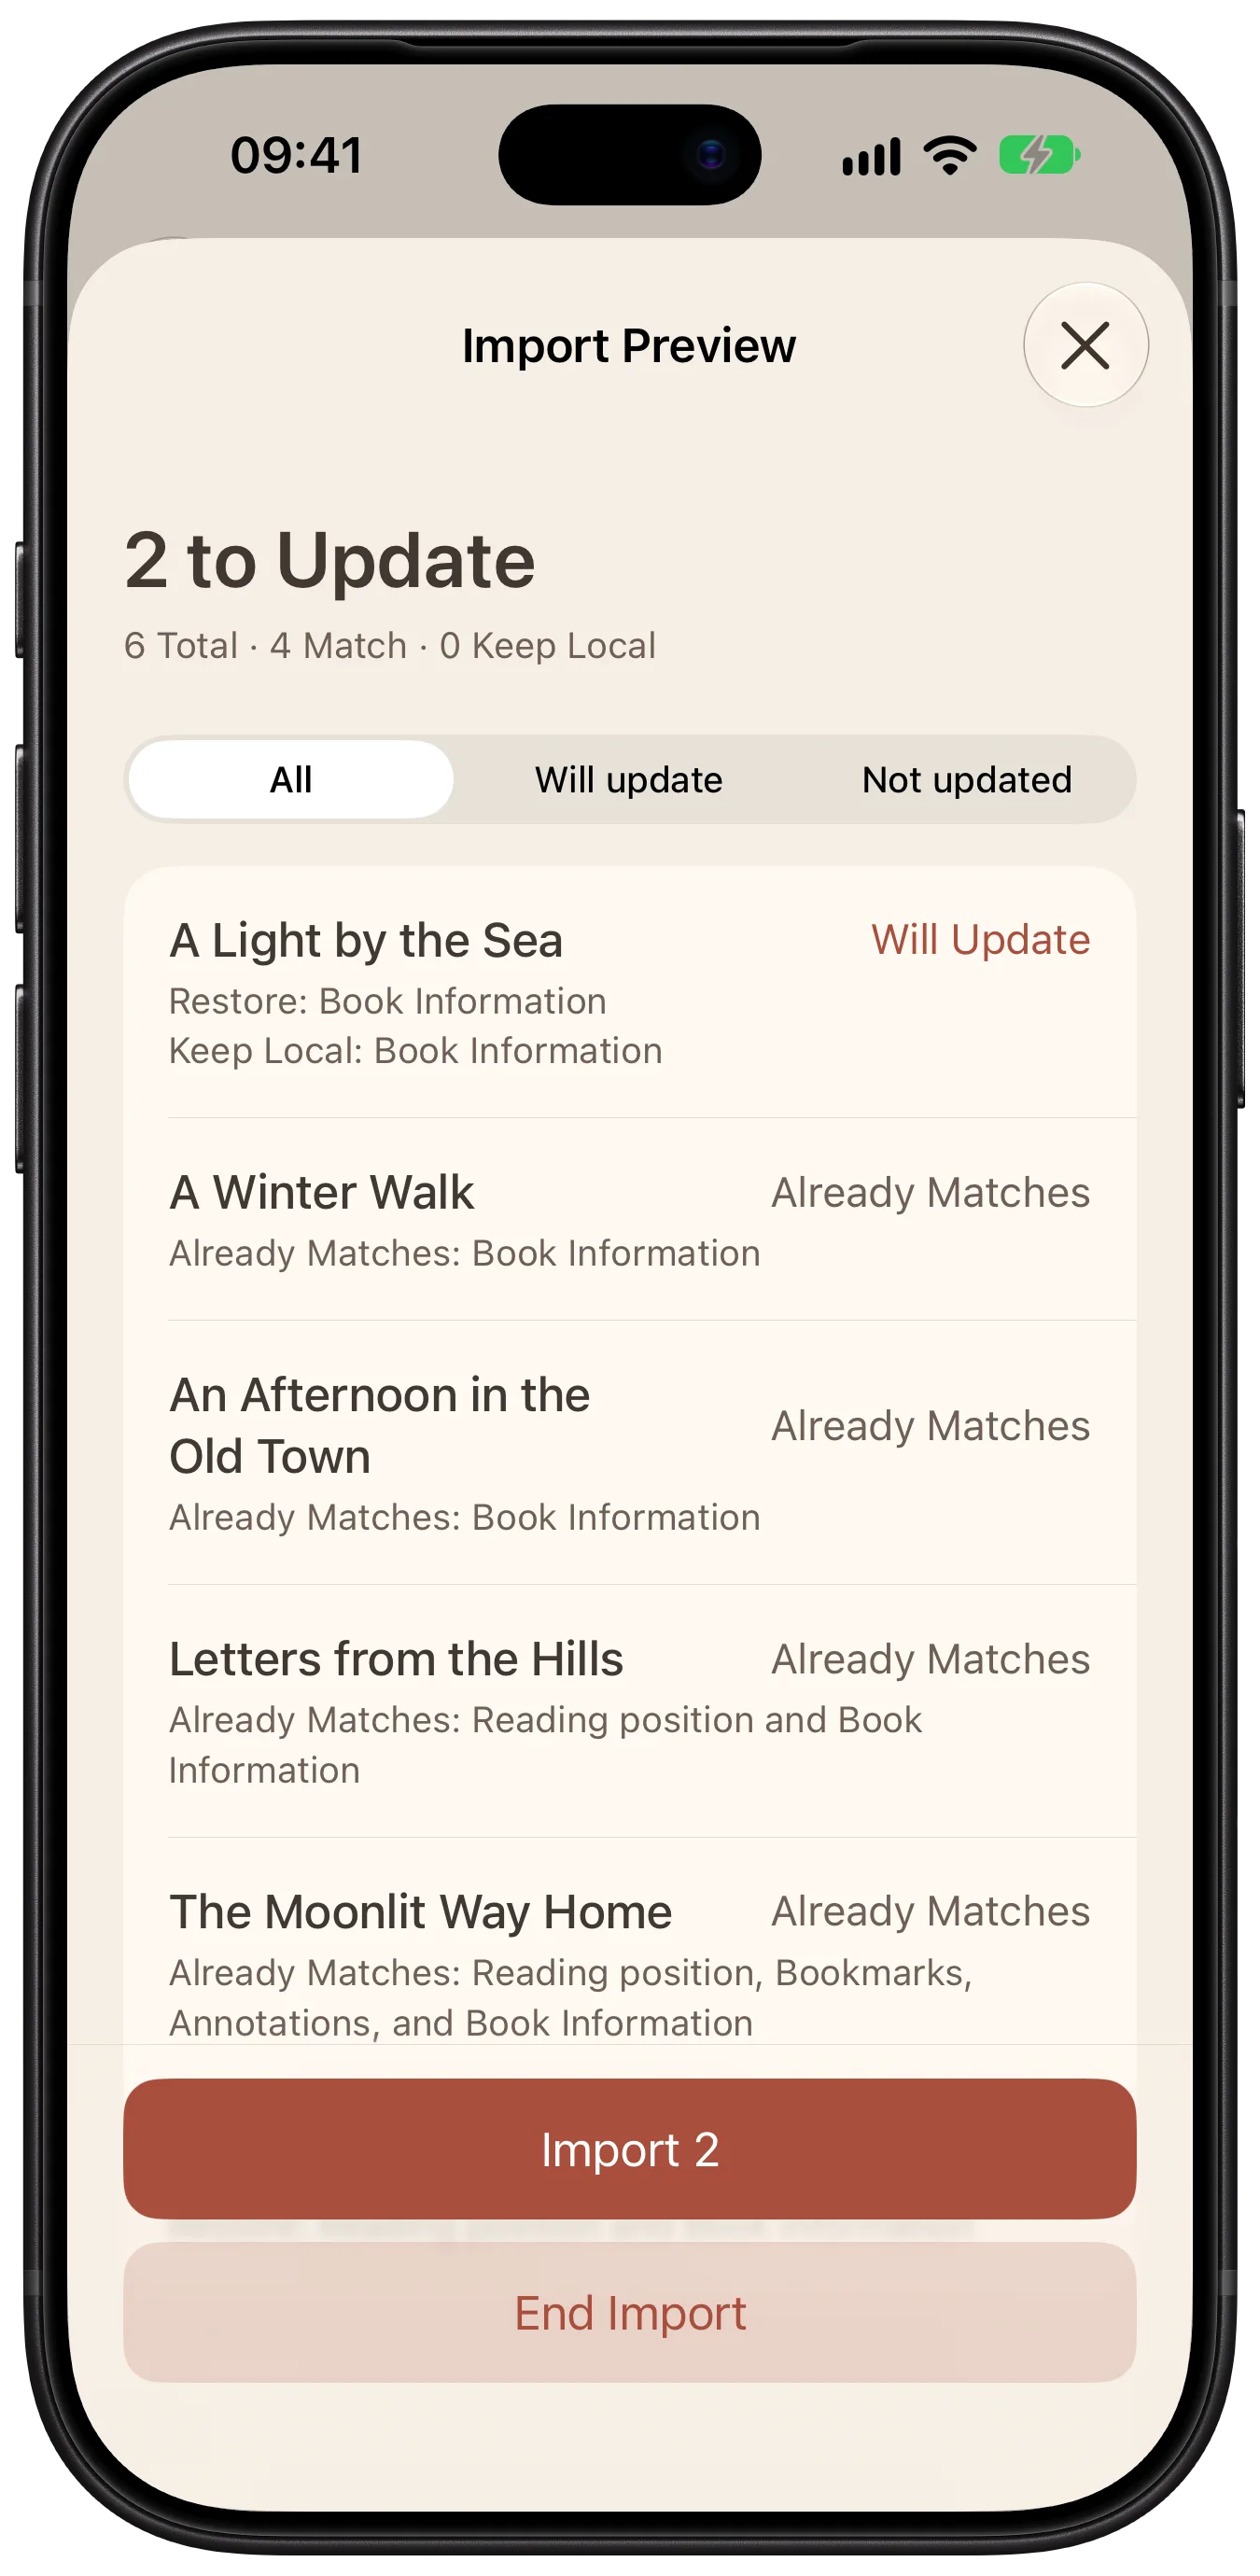 09:41
Import Preview
2 to Update
6 Total · 4 Match · 0 Keep Local
All
Will update
Not updated
A Light by the Sea
Will Update
Restore: Book Information
Keep Local: Book Information
A Winter Walk
Already Matches
Already Matches: Book Information
An Afternoon in the
Old Town
Already Matches
Already Matches: Book Information
Letters from the Hills
Already Matches
Already Matches: Reading position and Book
Information
The Moonlit Way Home
Already Matches
Already Matches: Reading position, Bookmarks,
Annotations, and Book Information
Import 2
End Import